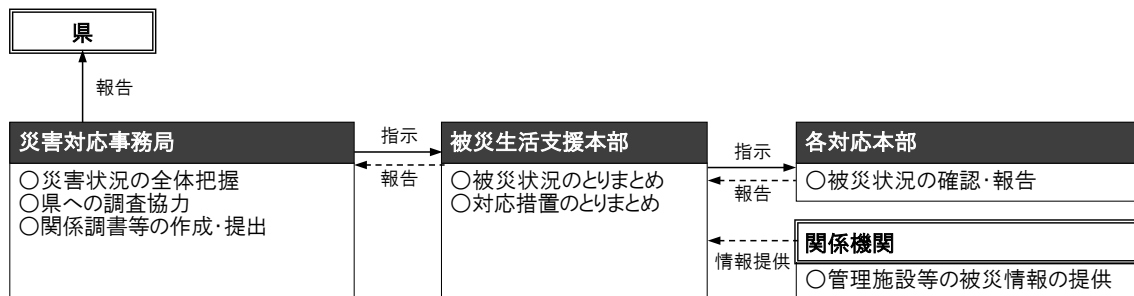 県
報告
災害対応事務局
○災害状況の全体把握
○県への調査協力
○関係調書等の作成・提出
指示
報告
被災生活支援本部
○被災状況のとりまとめ
○対応措置のとりまとめ
指示
報告
各対応本部
○被災状況の確認・報告
情報提供
関係機関
○管理施設等の被災情報の提供